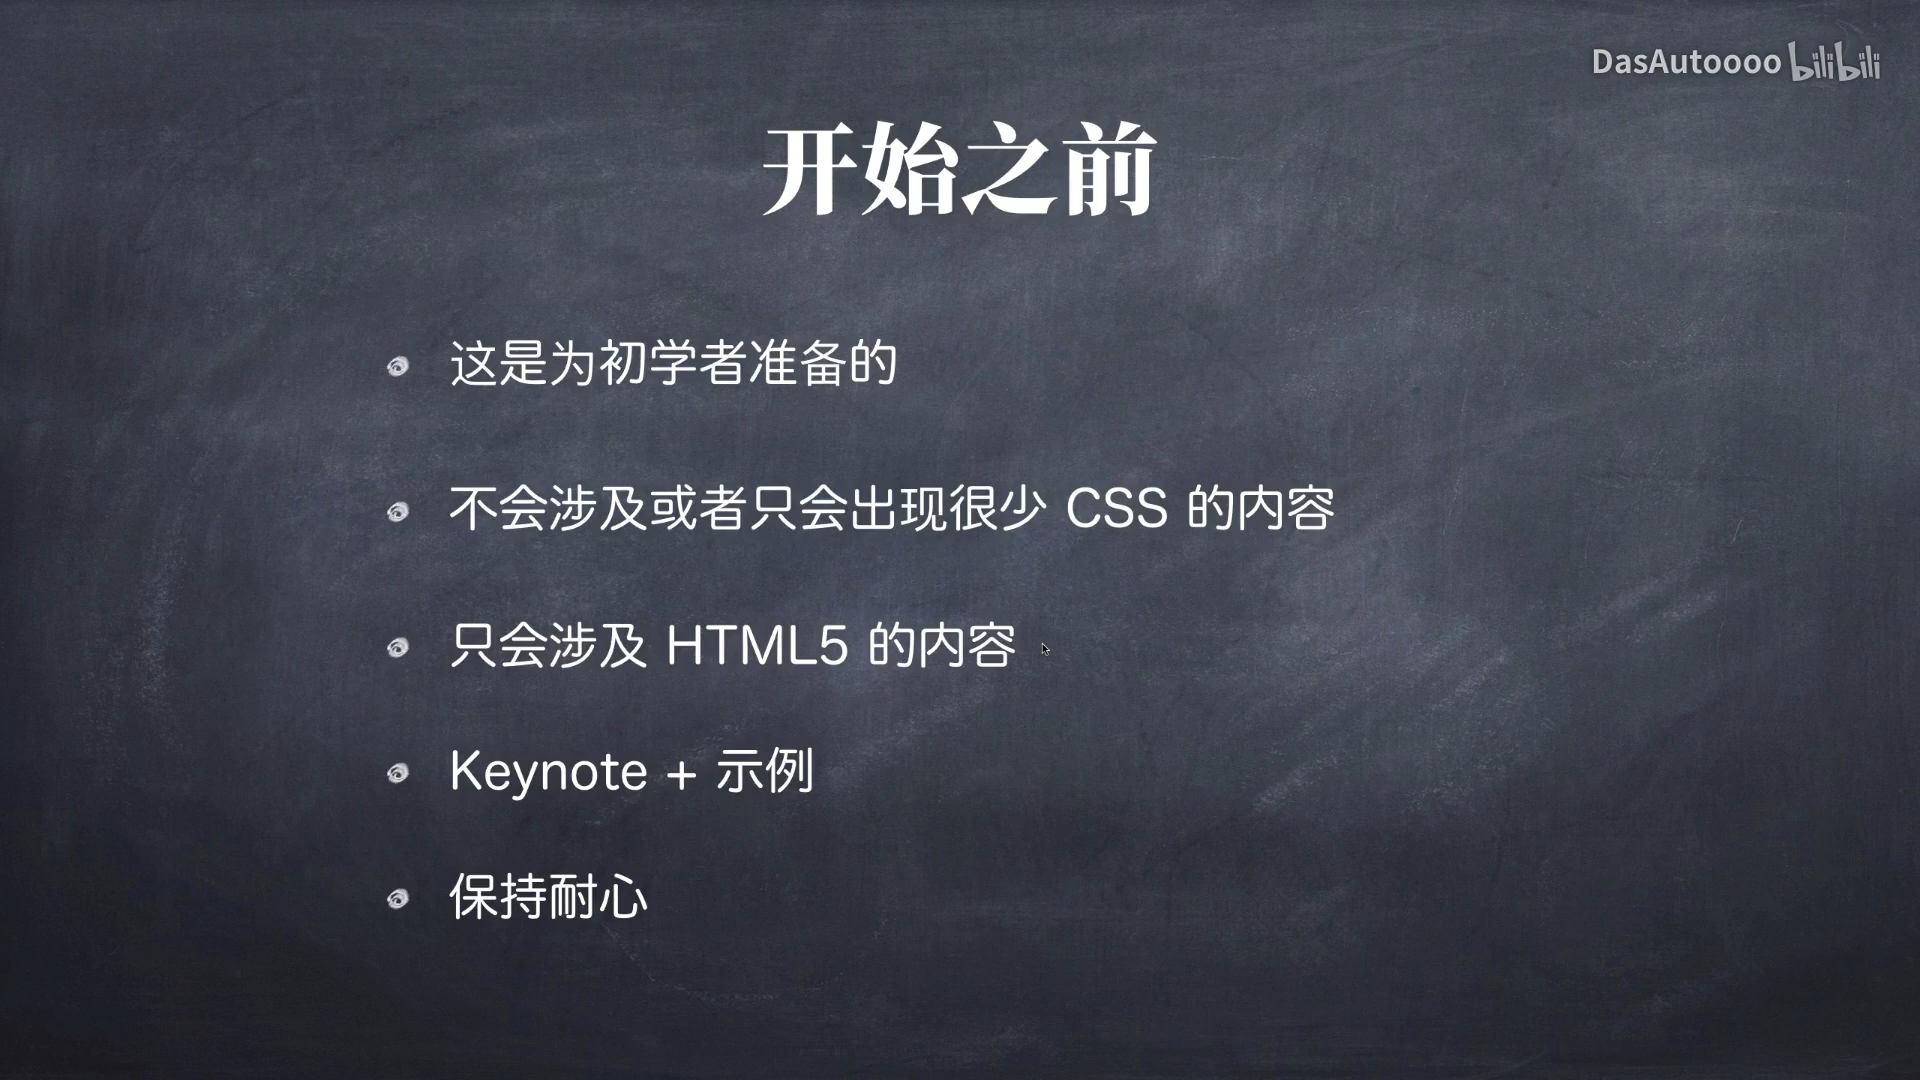 DasAutoooo bilibili
开始之前
这是为初学者准备的
不会涉及或者只会出现很少 CSS 的内容
只会涉及 HTML5 的内容
Keynote + 示例
保持耐心